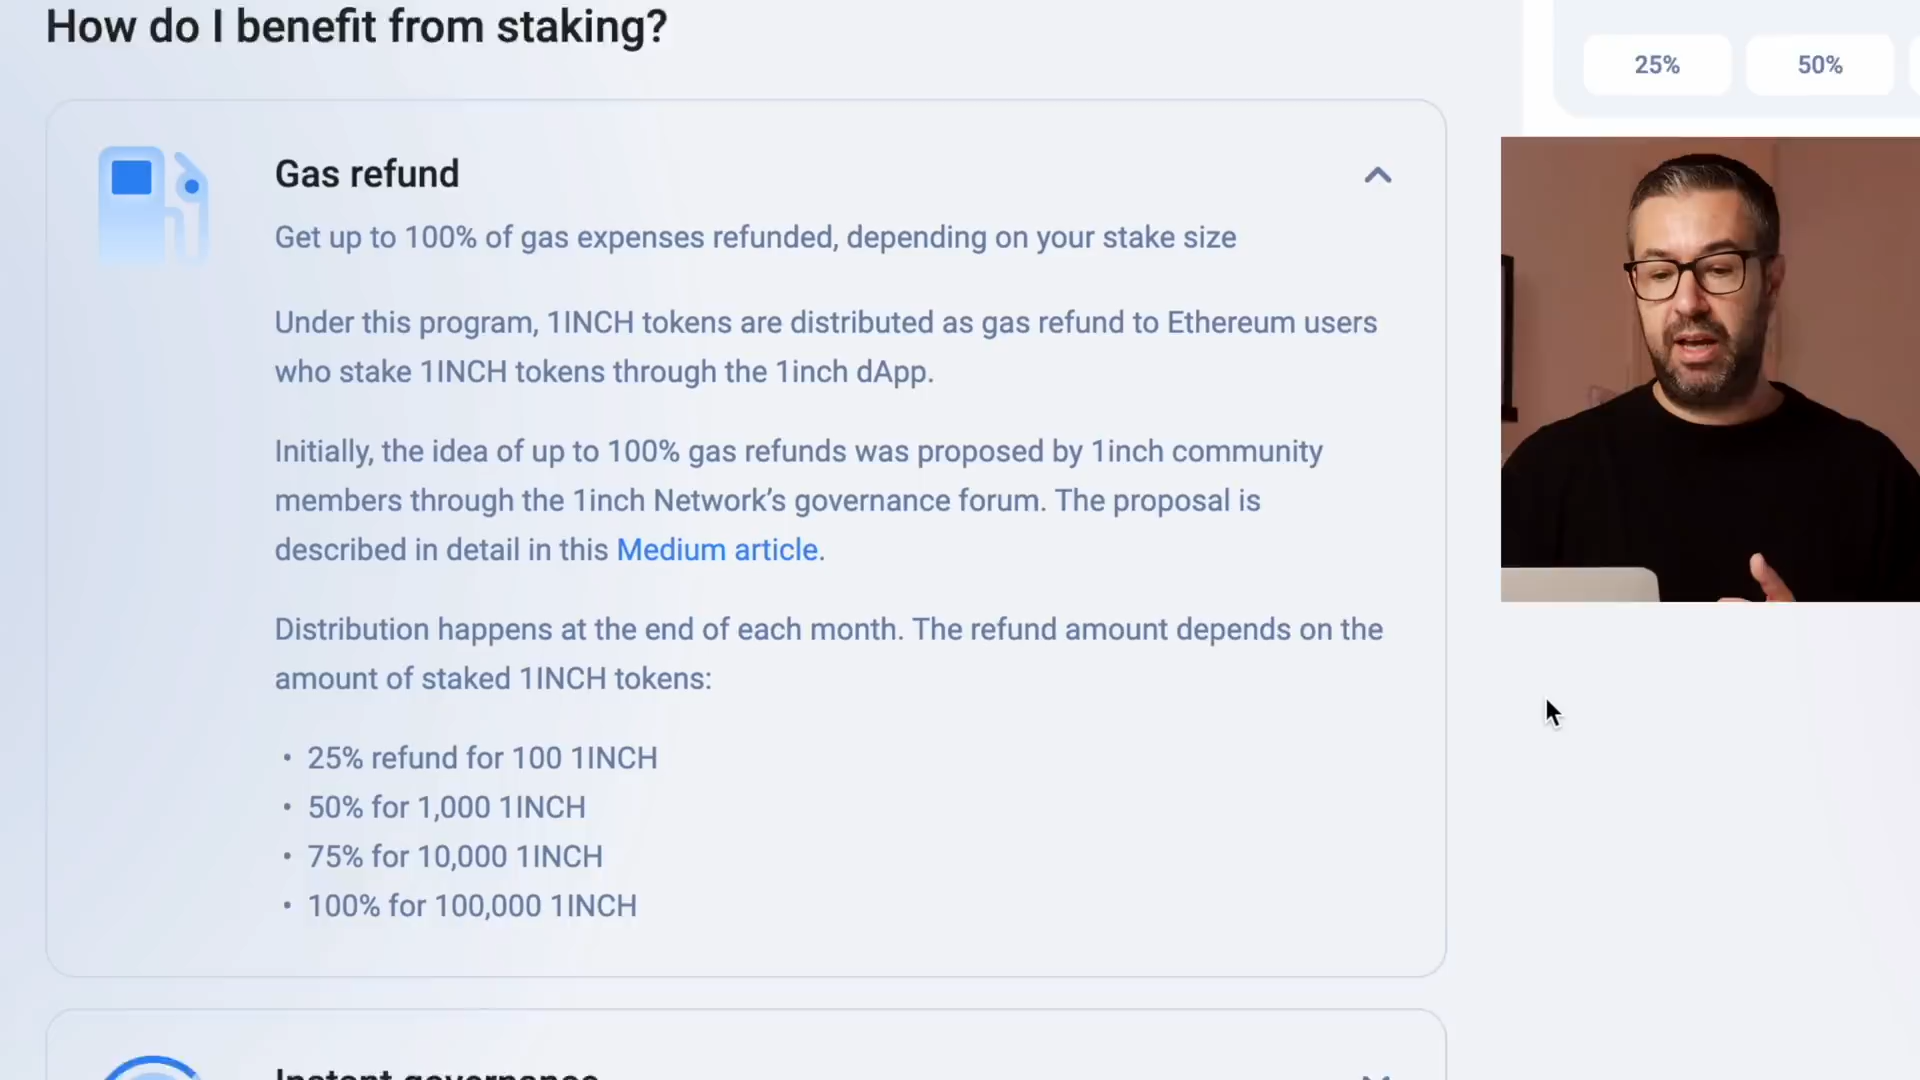 How do I benefit from staking?
25%
50%
Gas refund
Get up to 100% of gas expenses refunded, depending on your stake size
Under this program, 1INCH tokens are distributed as gas refund to Ethereum users
who stake 1INCH tokens through the 1inch dApp.
Initially, the idea of up to 100% gas refunds was proposed by 1inch community
members through the 1inch Network’s governance forum. The proposal is
described in detail in this Medium article.
Distribution happens at the end of each month. The refund amount depends on the
amount of staked 1INCH tokens:
• 25% refund for 100 1INCH
• 50% for 1,000 1INCH
• 75% for 10,000 1INCH
• 100% for 100,000 1INCH
Instant governance